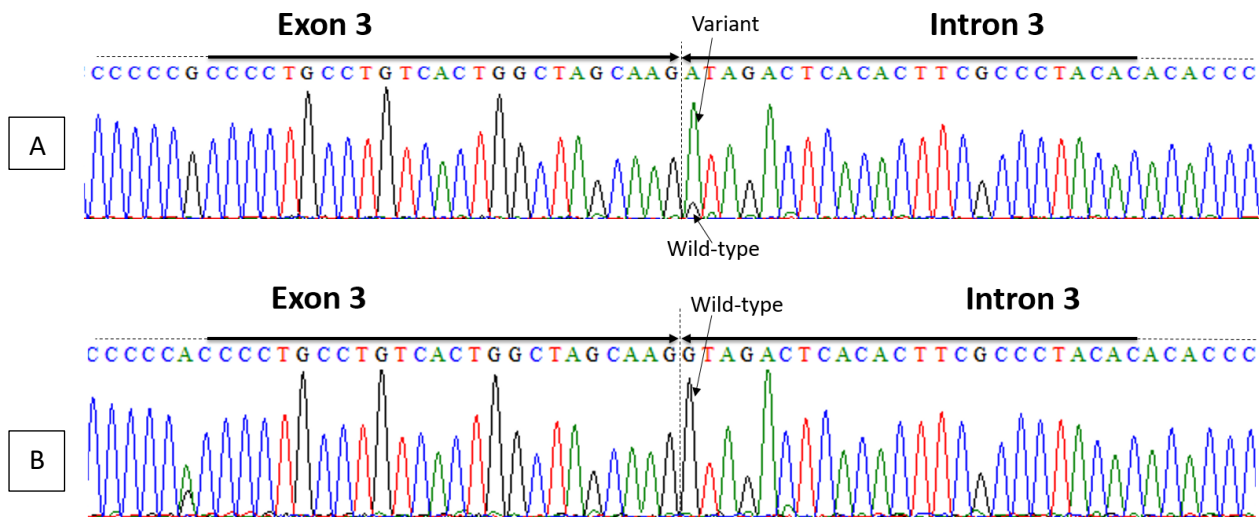 Exon 3
Variant
Intron 3
CCCCCGCCCCTGCCTGTCACTGGCTAGCAAGATAGACTCACACTTCGCCCTACACACACCC
A
Wild-type
Exon 3
Wild-type
Intron 3
CCCCCACCCCTGCCTGTCACTGGCTAGCAAGGTAGACTCACACTTCGCCCTACACACACCC
B